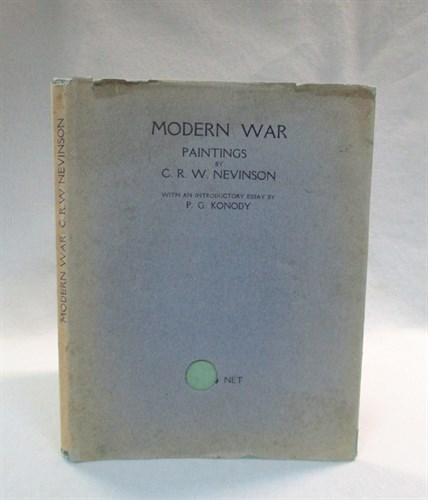 MODERN WAR
PAINTINGS
BY
C. R. W. NEVINSON
WITH AN INTRODUCTORY ESSAY BY
P. G. KONODY
NET
MODERN WAR C.R.W. NEVINSON